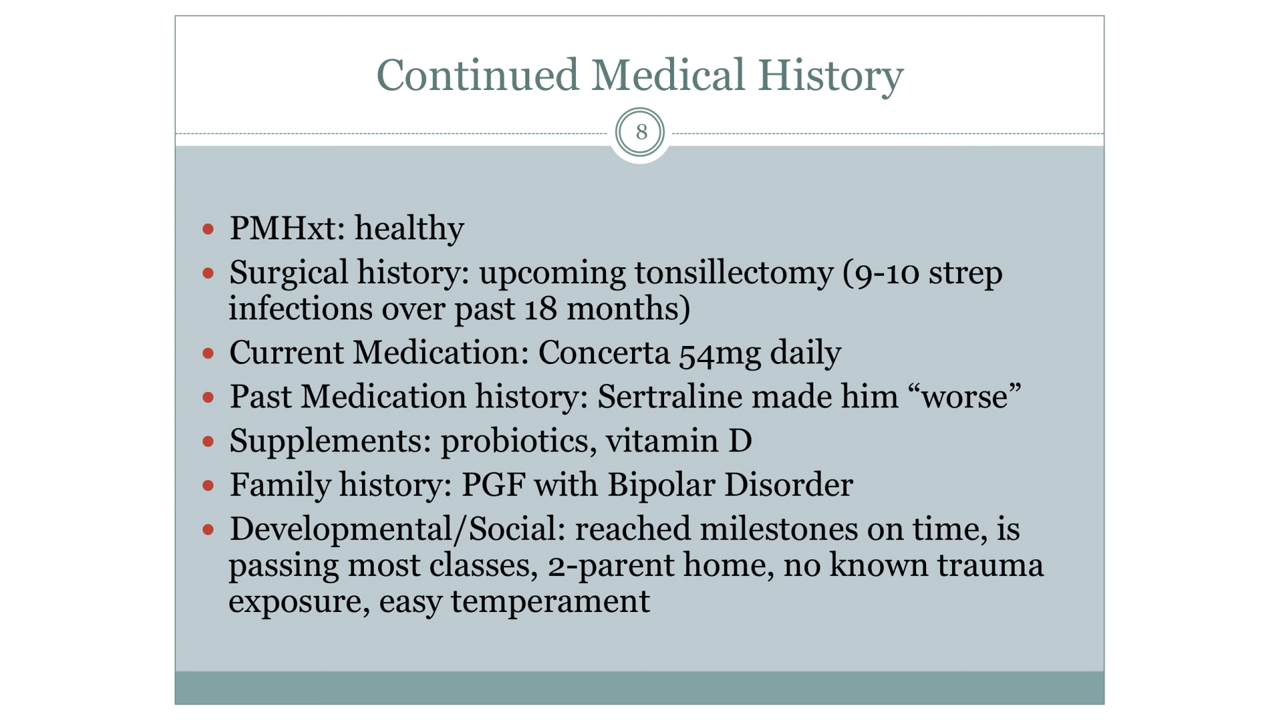 Continued Medical History
8
• PMHxt: healthy
• Surgical history: upcoming tonsillectomy (9-10 strep
infections over past 18 months)
• Current Medication: Concerta 54mg daily
• Past Medication history: Sertraline made him “worse”
• Supplements: probiotics, vitamin D
• Family history: PGF with Bipolar Disorder
• Developmental/Social: reached milestones on time, is
passing most classes, 2-parent home, no known trauma
exposure, easy temperament